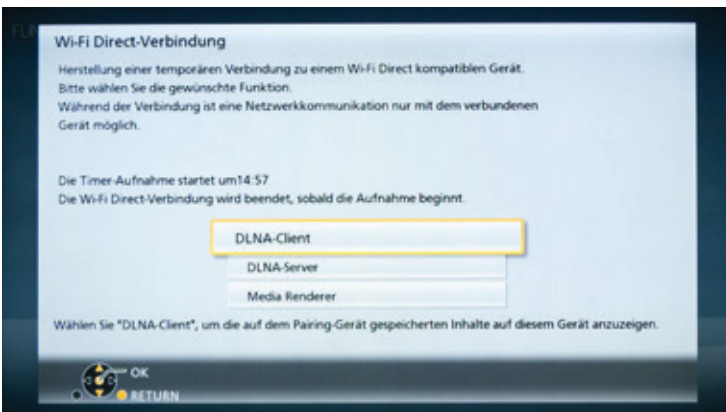 FUN
Wi-Fi Direct-Verbindung
Herstellung einer temporären Verbindung zu einem Wi-Fi Direct kompatiblen Gerät.
Bitte wählen Sie die gewünschte Funktion.
Während der Verbindung ist eine Netzwerkkommunikation nur mit dem verbundenen
Gerät möglich.
Die Timer-Aufnahme startet um14:57
Die Wi-Fi Direct-Verbindung wird beendet, sobald die Aufnahme beginnt.
DLNA-Client
DLNA-Server
Media Renderer
Wählen Sie "DLNA-Client", um die auf dem Pairing-Gerät gespeicherten Inhalte auf diesem Gerät anzuzeigen.
OK
RETURN